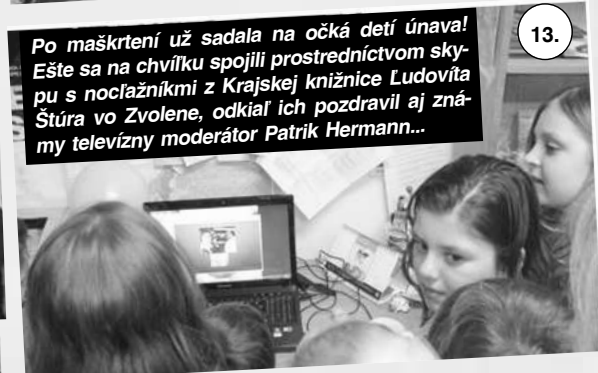 Po maškrtení už sadala na očká detí únava!
Ešte sa na chvíľku spojili prostredníctvom sky-
pu s nocľažníkmi z Krajskej knižnice Ľudovíta
Štúra vo Zvolene, odkiaľ ich pozdravil aj zná-
my televízny moderátor Patrik Hermann...
13.